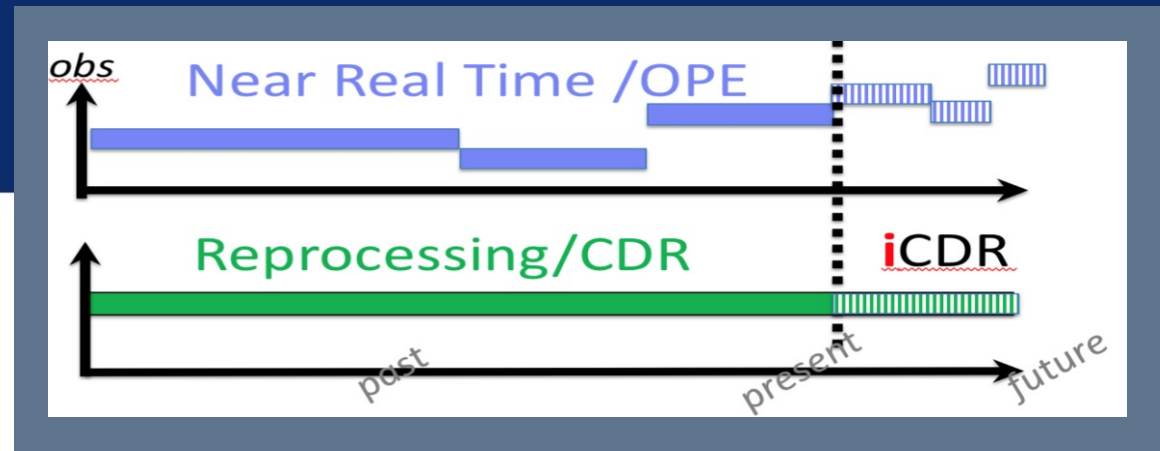 obs
Near Real Time /OPE
Reprocessing/CDR
iCDR
past
present
future